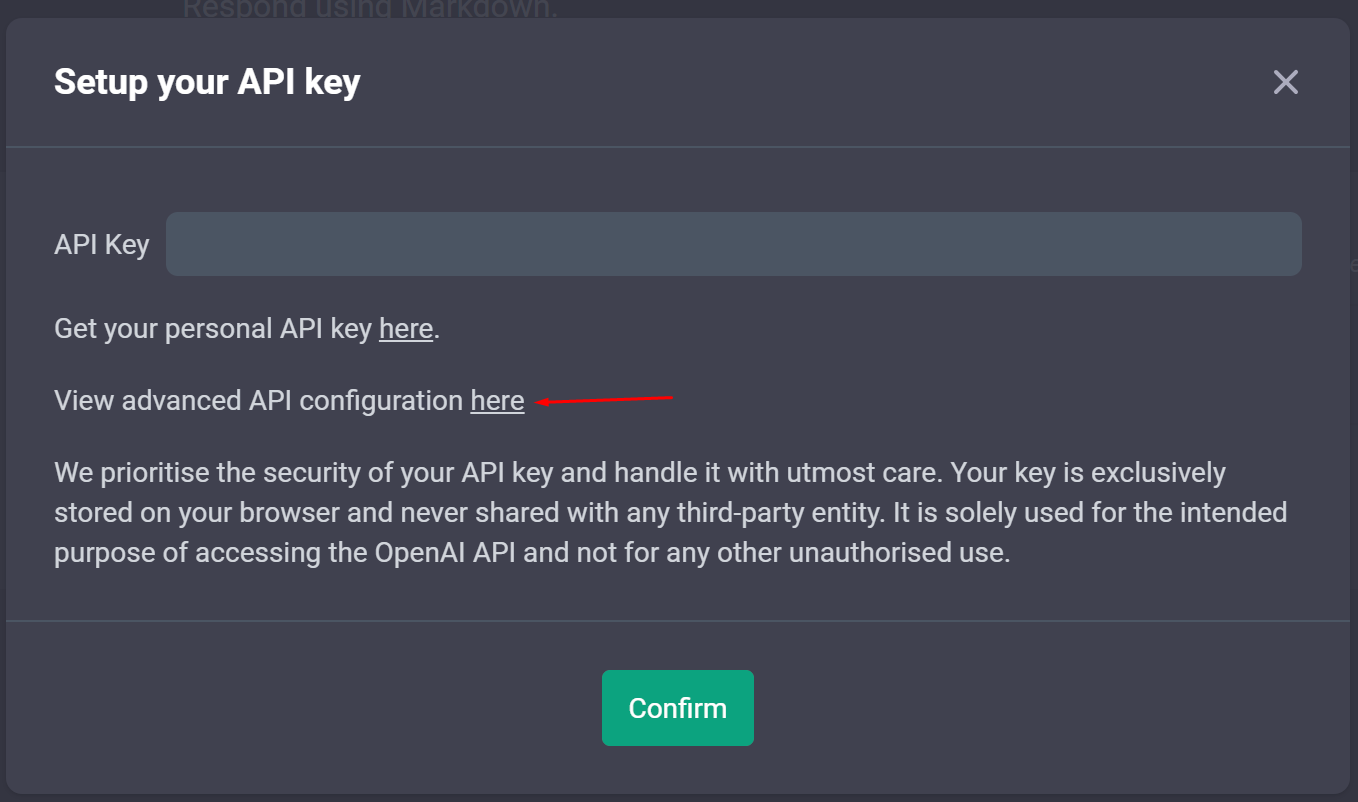 Respond using Markdown.
Setup your API key
API Key
Get your personal API key here.
View advanced API configuration here
We prioritise the security of your API key and handle it with utmost care. Your key is exclusively
stored on your browser and never shared with any third-party entity. It is solely used for the intended
purpose of accessing the OpenAI API and not for any other unauthorised use.
Confirm